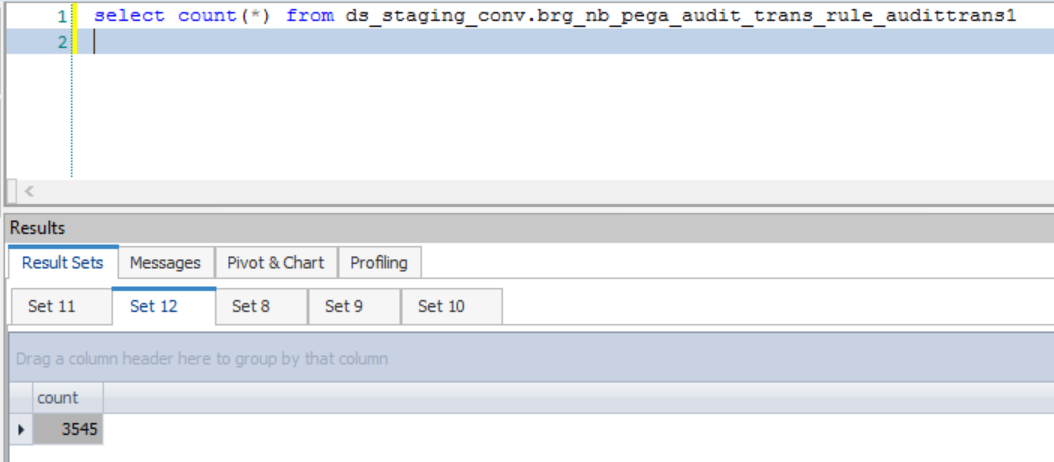 1 select count(*) from ds_staging_conv.brg_nb_pega_audit_trans_rule_audittrans1
2
Results
Result Sets Messages Pivot & Chart Profiling
Set 11 Set 12 Set 8 Set 9 Set 10
Drag a column header here to group by that column
count
3545